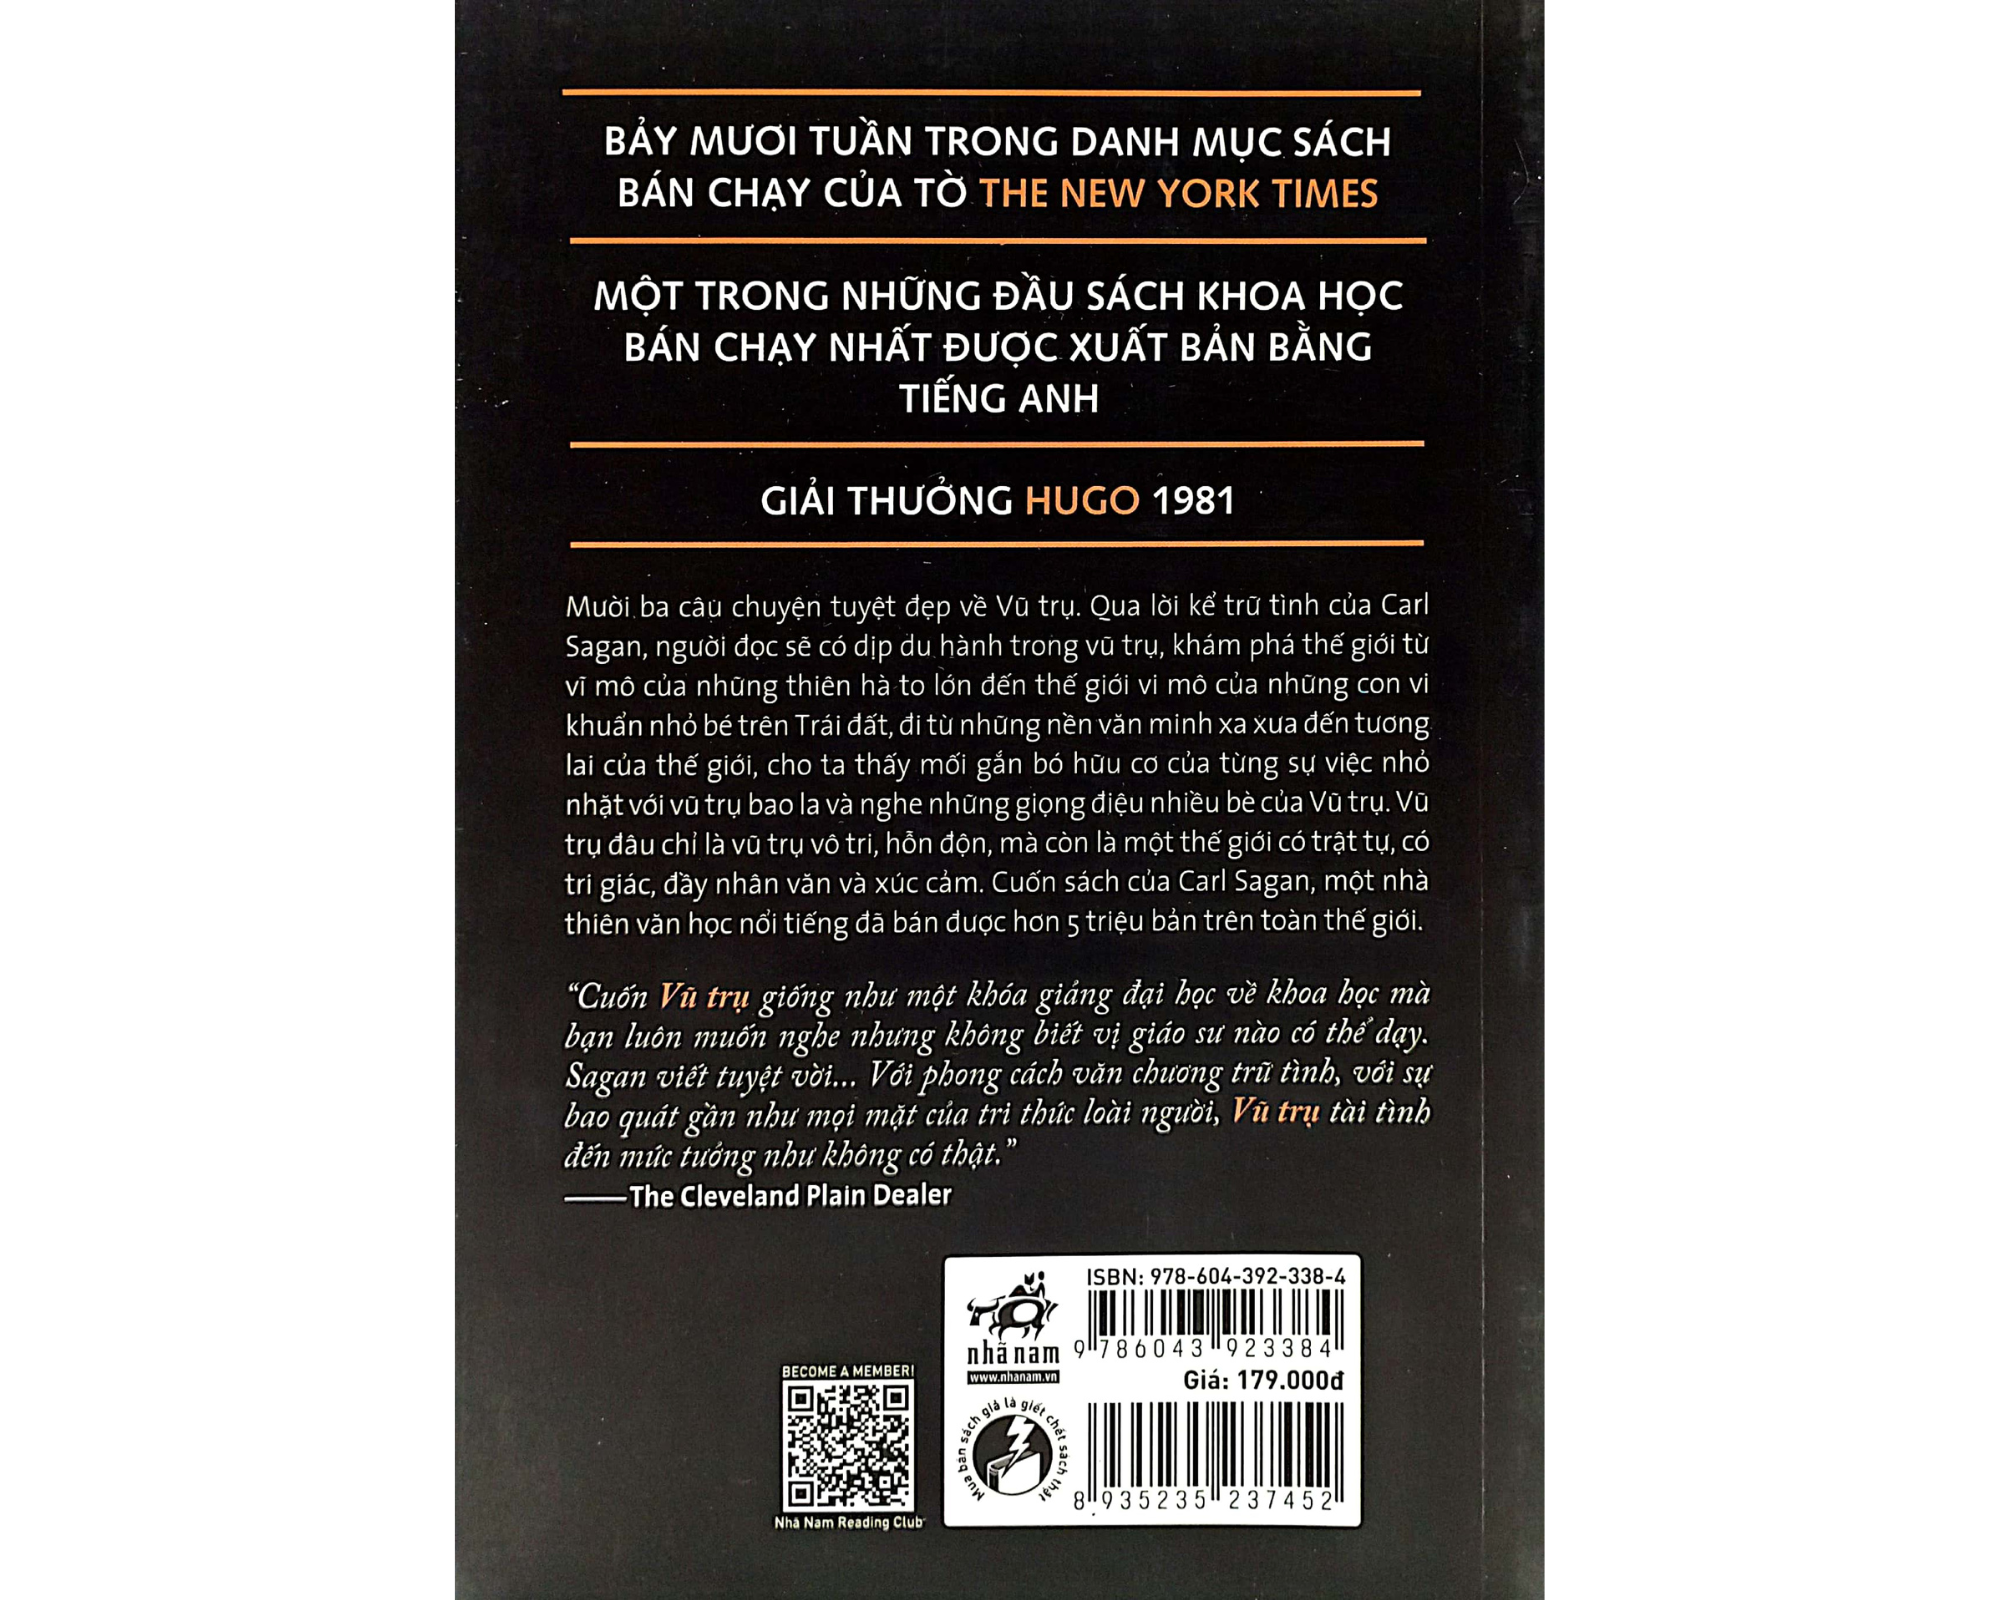 BẢY MƯƠI TUẦN TRONG DANH MỤC SÁCH
BÁN CHẠY CỦA TỜ THE NEW YORK TIMES
MỘT TRONG NHỮNG ĐẦU SÁCH KHOA HỌC
BÁN CHẠY NHẤT ĐƯỢC XUẤT BẢN BẰNG
TIẾNG ANH
GIẢI THƯỞNG HUGO 1981
Mười ba câu chuyện tuyệt đẹp về Vũ trụ. Qua lời kể trữ tình của Carl
Sagan, người đọc sẽ có dịp du hành trong vũ trụ, khám phá thế giới từ
vĩ mô của những thiên hà to lớn đến thế giới vi mô của những con vi
khuẩn nhỏ bé trên Trái đất, đi từ những nền văn minh xa xưa đến tương
lai của thế giới, cho ta thấy mối gắn bó hữu cơ của từng sự việc nhỏ
nhặt với vũ trụ bao la và nghe những giọng điệu nhiều bè của Vũ trụ. Vũ
trụ đâu chỉ là vũ trụ vô tri, hỗn độn, mà còn là một thế giới có trật tự, có
tri giác, đầy nhân văn và xúc cảm. Cuốn sách của Carl Sagan, một nhà
thiên văn học nổi tiếng đã bán được hơn 5 triệu bản trên toàn thế giới.
“Cuốn Vũ trụ giống như một khóa giảng đại học về khoa học mà
bạn luôn muốn nghe nhưng không biết vị giáo sư nào có thể dạy.
Sagan viết tuyệt vời... Với phong cách văn chương trữ tình, với sự
bao quát gần như mọi mặt của tri thức loài người, Vũ trụ tài tình
đến mức tưởng như không có thật.”
——The Cleveland Plain Dealer
ISBN: 978-604-392-338-4
nhã nam
www.nhanam.vn
9 786043 923384
Giá: 179.000đ
Mua bán sách giả là giết chết sách thật
8 935235 237452
BECOME A MEMBER!
Nhã Nam Reading Club